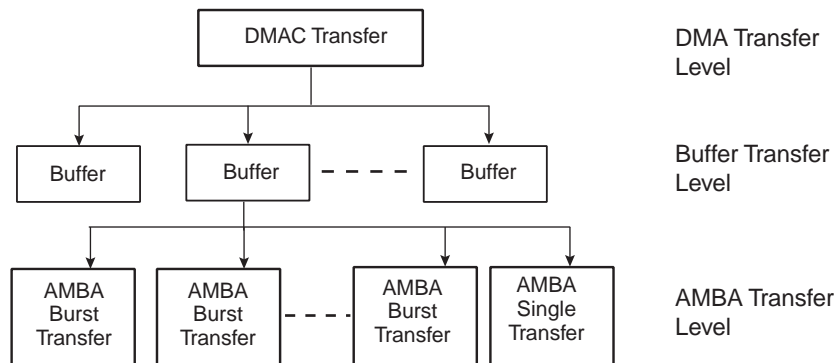 DMAC Transfer
DMA Transfer
Level
Buffer
Buffer
Buffer
Buffer Transfer
Level
AMBA
Burst
Transfer
AMBA
Burst
Transfer
AMBA
Burst
Transfer
AMBA
Single
Transfer
AMBA Transfer
Level